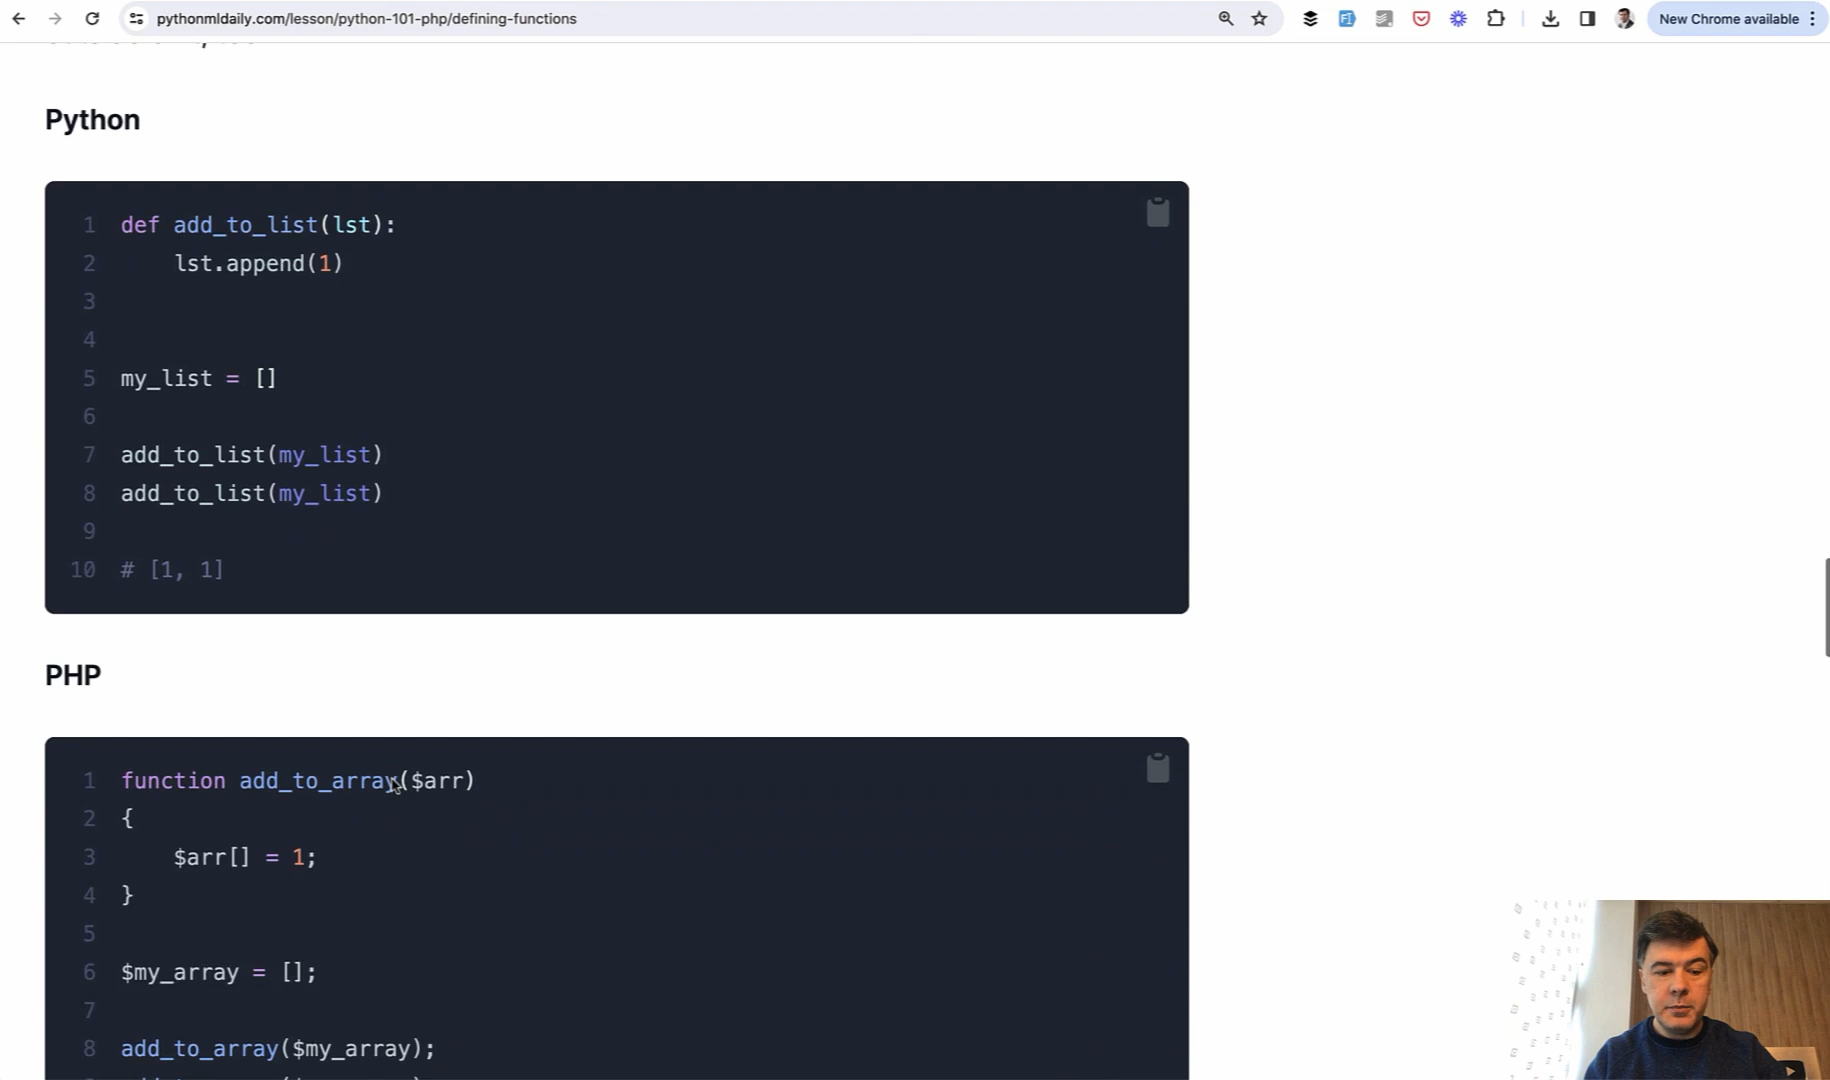 pythonmldaily.com/lesson/python-101-php/defining-functions
New Chrome available
Python
1 def add_to_list(lst):
2     lst.append(1)
3
4
5 my_list = []
6
7 add_to_list(my_list)
8 add_to_list(my_list)
9
10 # [1, 1]
PHP
1 function add_to_array($arr)
2 {
3     $arr[] = 1;
4 }
5
6 $my_array = [];
7
8 add_to_array($my_array);